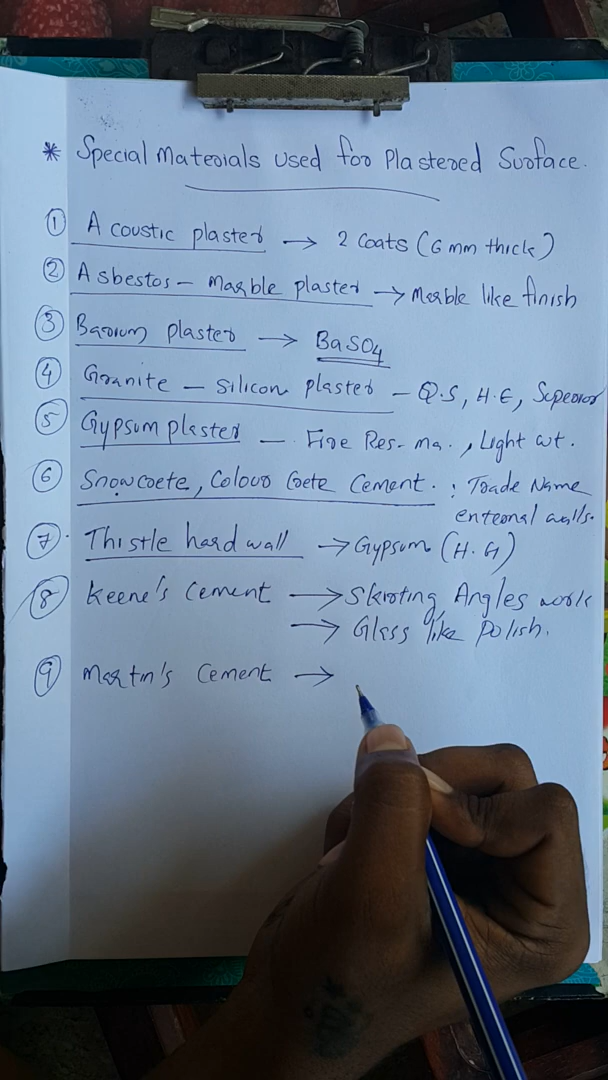 * Special Materials Used for Plastered Surface.
① Acoustic plaster → 2 Coats (6 mm thick)
② Asbestos - Marble plaster → Marble like finish
③ Barium plaster → BaSO4
④ Granite - Silicon plaster - Q.S, H.E, Superior
⑤ Gypsum plaster - Fire Res. ma. , Light wt.
⑥ Snowcrete, Colour Crete Cement. : Trade Name
enternal walls.
⑦ Thistle hard wall → Gypsum (H.G)
⑧ Keene's Cement → Skirting, Angles work
→ Glass like Polish.
⑨ Martin's Cement →